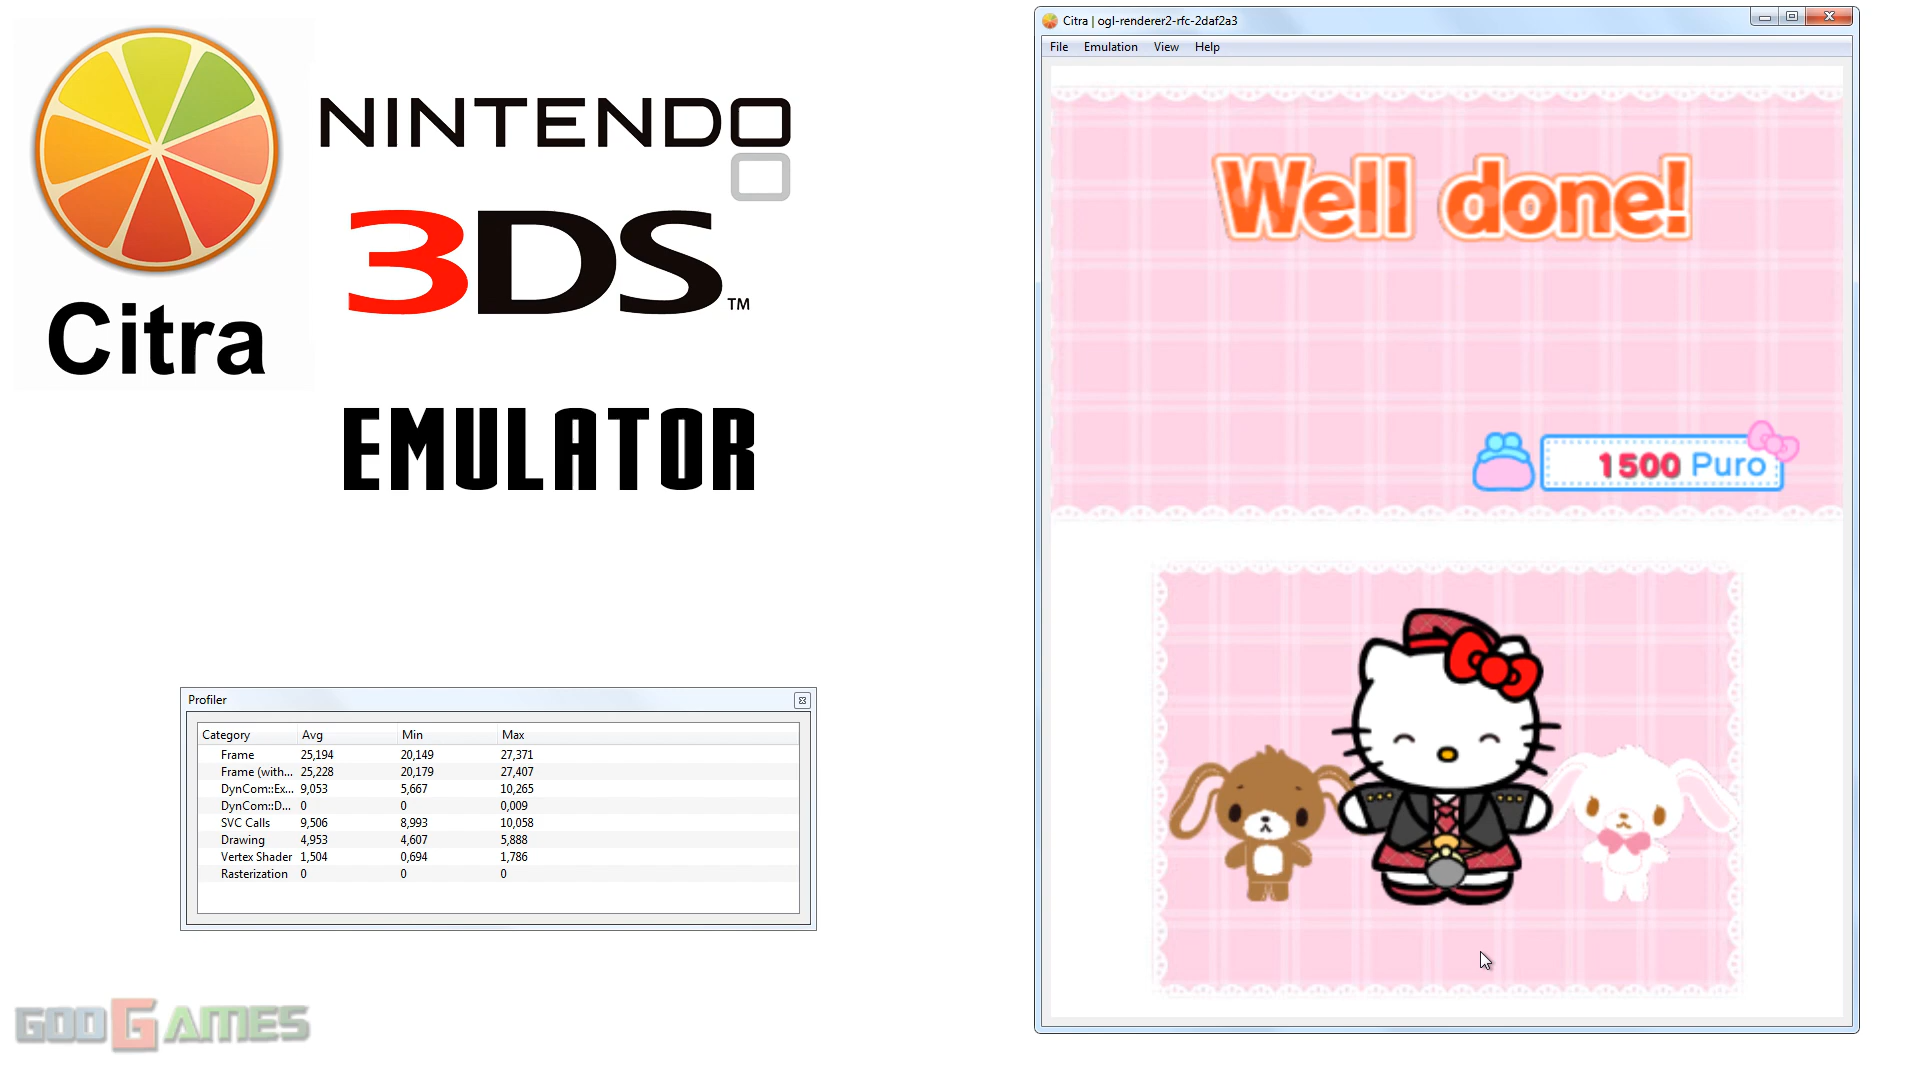 Citra
NINTENDO
3DS™
EMULATOR
Profiler
Category Avg Min Max
Frame 25,194 20,149 27,371
Frame (with... 25,228 20,179 27,407
DynCom::Ex... 9,053 5,667 10,265
DynCom::D... 0 0 0,009
SVC Calls 9,506 8,993 10,058
Drawing 4,953 4,607 5,888
Vertex Shader 1,504 0,694 1,786
Rasterization 0 0 0
GODGAMES
Citra | ogl-renderer2-rfc-2daf2a3
File Emulation View Help
Well done!
1500 Puro